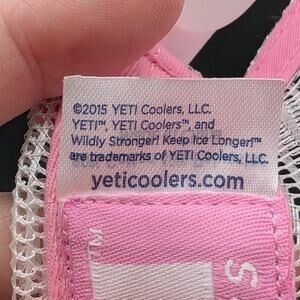 ©2015 YETI Coolers, LLC.
YETI™, YETI Coolers™, and
Wildly Stronger! Keep Ice Longer!™
are trademarks of YETI Coolers, LLC.
yeticoolers.com
TM
S